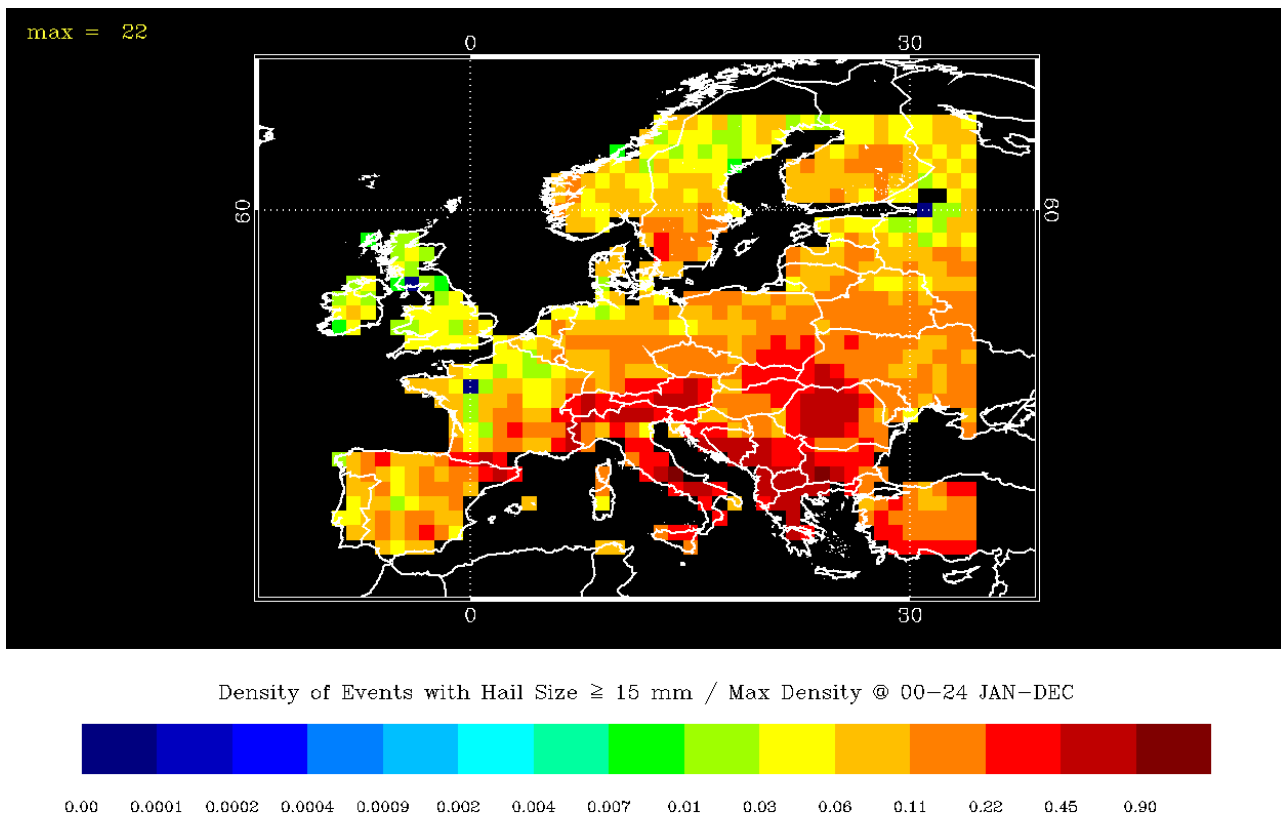 max = 22
0 30
60 60
0 30
Density of Events with Hail Size ≧ 15 mm / Max Density @ 00-24 JAN-DEC
0.00 0.0001 0.0002 0.0004 0.0009 0.002 0.004 0.007 0.01 0.03 0.06 0.11 0.22 0.45 0.90